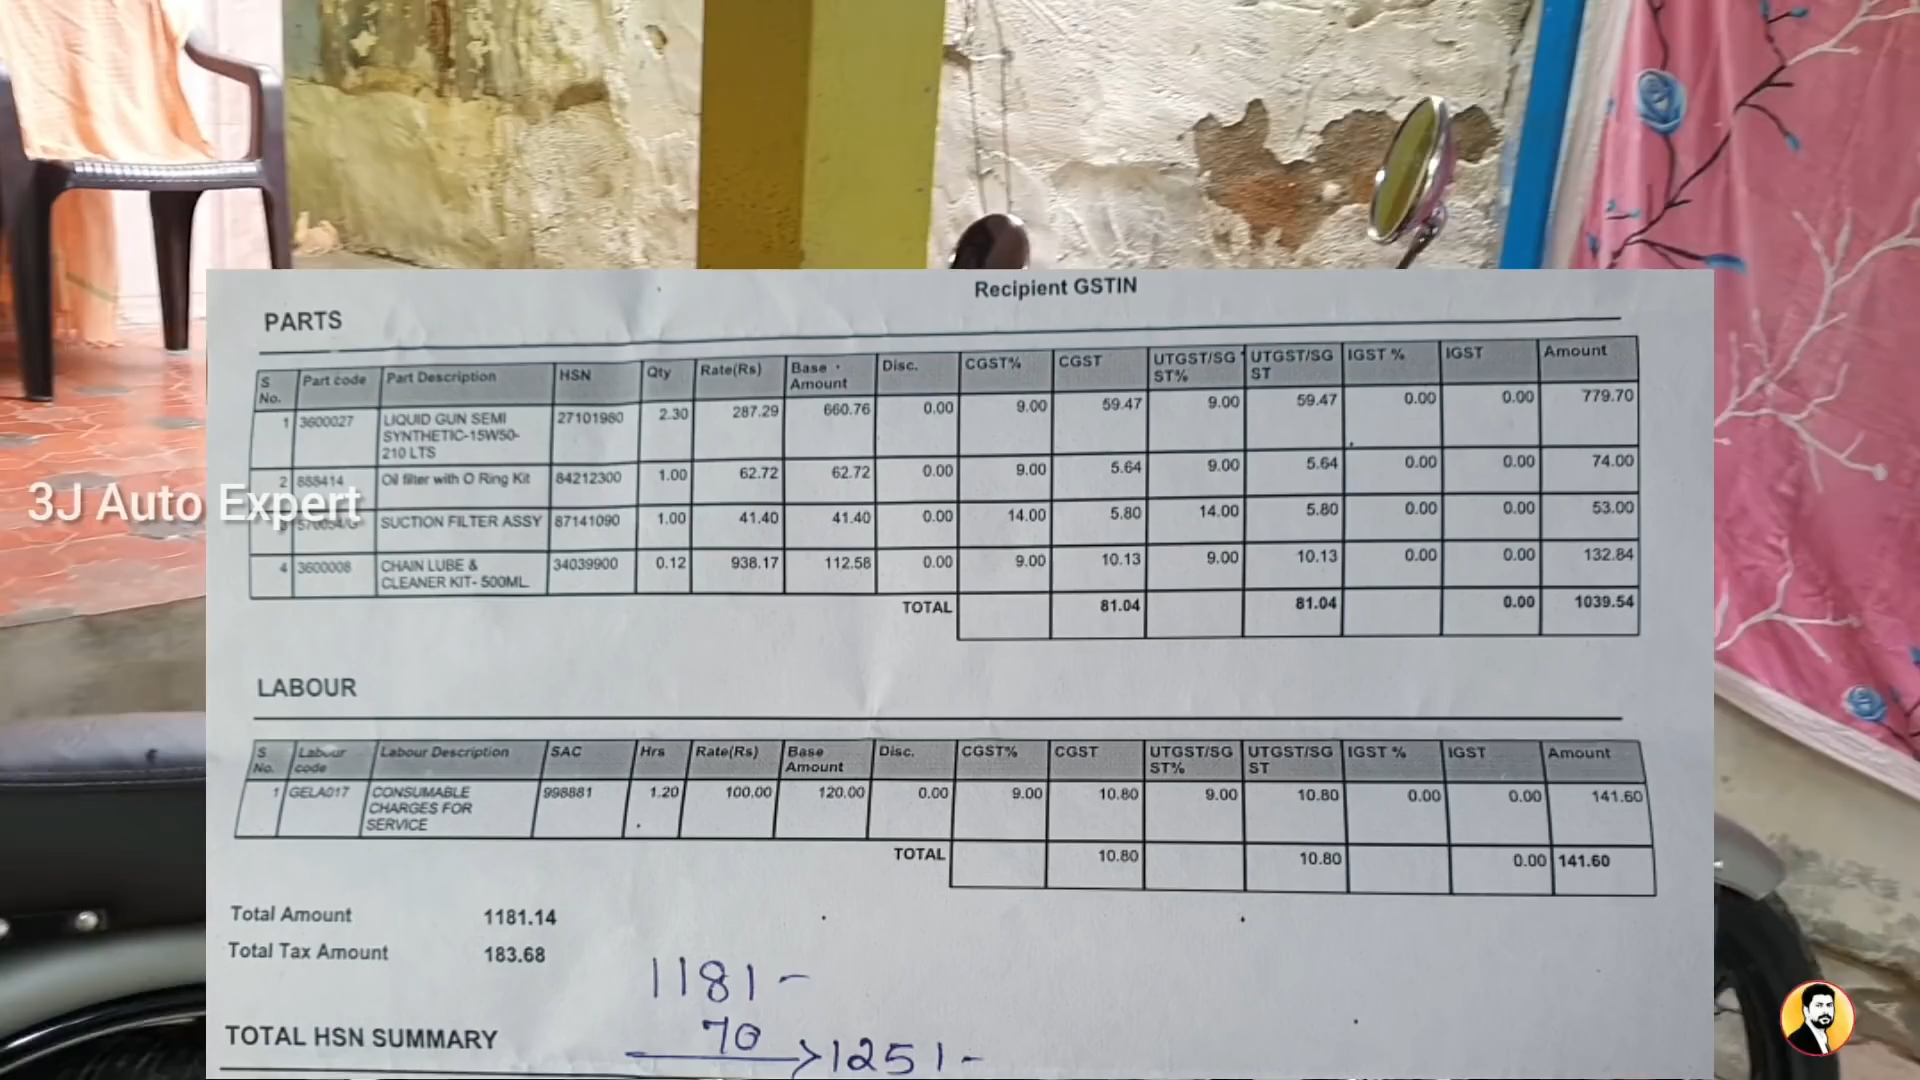 Recipient GSTIN
PARTS
S No. Part code Part Description HSN Qty Rate(Rs) Base Amount Disc. CGST% CGST UTGST/SGST% UTGST/SGST IGST % IGST Amount
1 3600027 LIQUID GUN SEMI SYNTHETIC-15W50-210 LTS 27101980 2.30 287.29 660.76 0.00 9.00 59.47 9.00 59.47 0.00 0.00 779.70
2 888414 Oil filter with O Ring Kit 84212300 1.00 62.72 62.72 0.00 9.00 5.64 9.00 5.64 0.00 0.00 74.00
3 SUCTION FILTER ASSY 87141090 1.00 41.40 41.40 0.00 14.00 5.80 14.00 5.80 0.00 0.00 53.00
4 3600008 CHAIN LUBE & CLEANER KIT- 500ML 34039900 0.12 938.17 112.58 0.00 9.00 10.13 9.00 10.13 0.00 0.00 132.84
TOTAL 81.04 81.04 0.00 1039.54
3J Auto Expert
LABOUR
S No. Labour code Labour Description SAC Hrs Rate(Rs) Base Amount Disc. CGST% CGST UTGST/SGST% UTGST/SGST IGST % IGST Amount
1 GELA017 CONSUMABLE CHARGES FOR SERVICE 998881 1.20 100.00 120.00 0.00 9.00 10.80 9.00 10.80 0.00 0.00 141.60
TOTAL 10.80 10.80 0.00 141.60
Total Amount 1181.14
Total Tax Amount 183.68
1181-
70
>1251-
TOTAL HSN SUMMARY